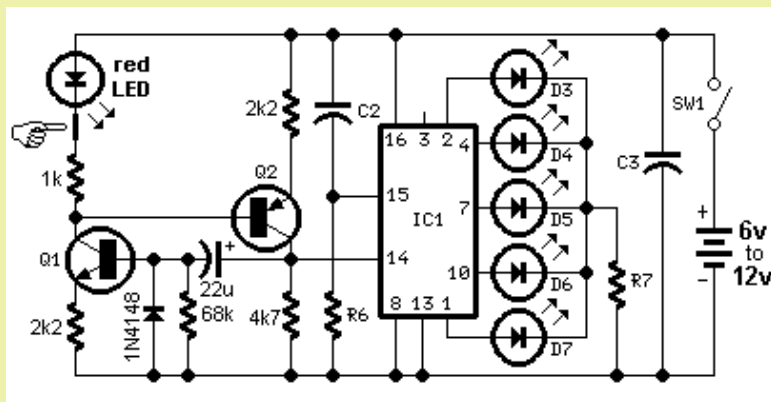 red
LED
1k
Q1
2k2
1N4148
68k
22u
+
Q2
2k2
4k7
C2
R6
16
3
2
4
15
7
IC1
14
10
8
13
1
D3
D4
D5
D6
D7
R7
C3
SW1
+
6v
to
12v
-